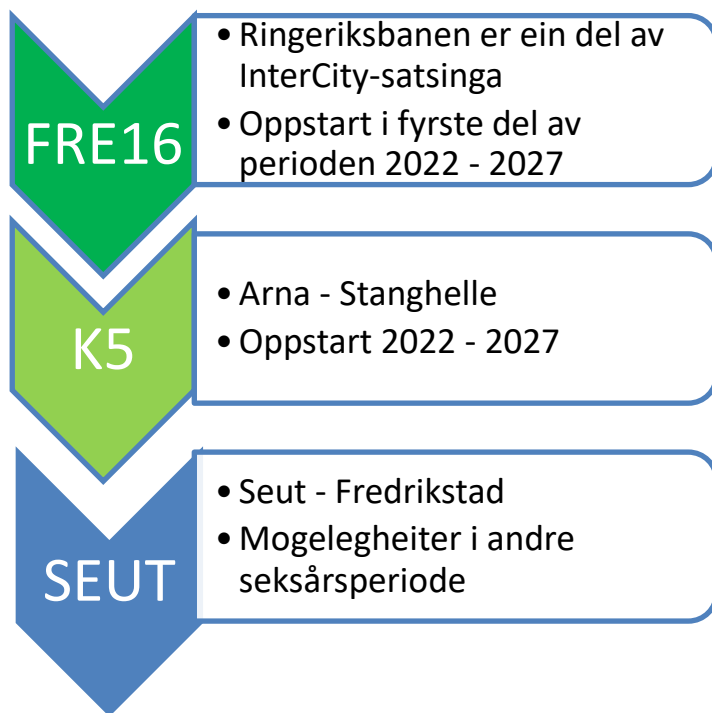 FRE16
• Ringeriksbanen er ein del av
InterCity-satsinga
• Oppstart i fyrste del av
perioden 2022 - 2027
K5
• Arna - Stanghelle
• Oppstart 2022 - 2027
SEUT
• Seut - Fredrikstad
• Mogelegheiter i andre
seksårsperiode